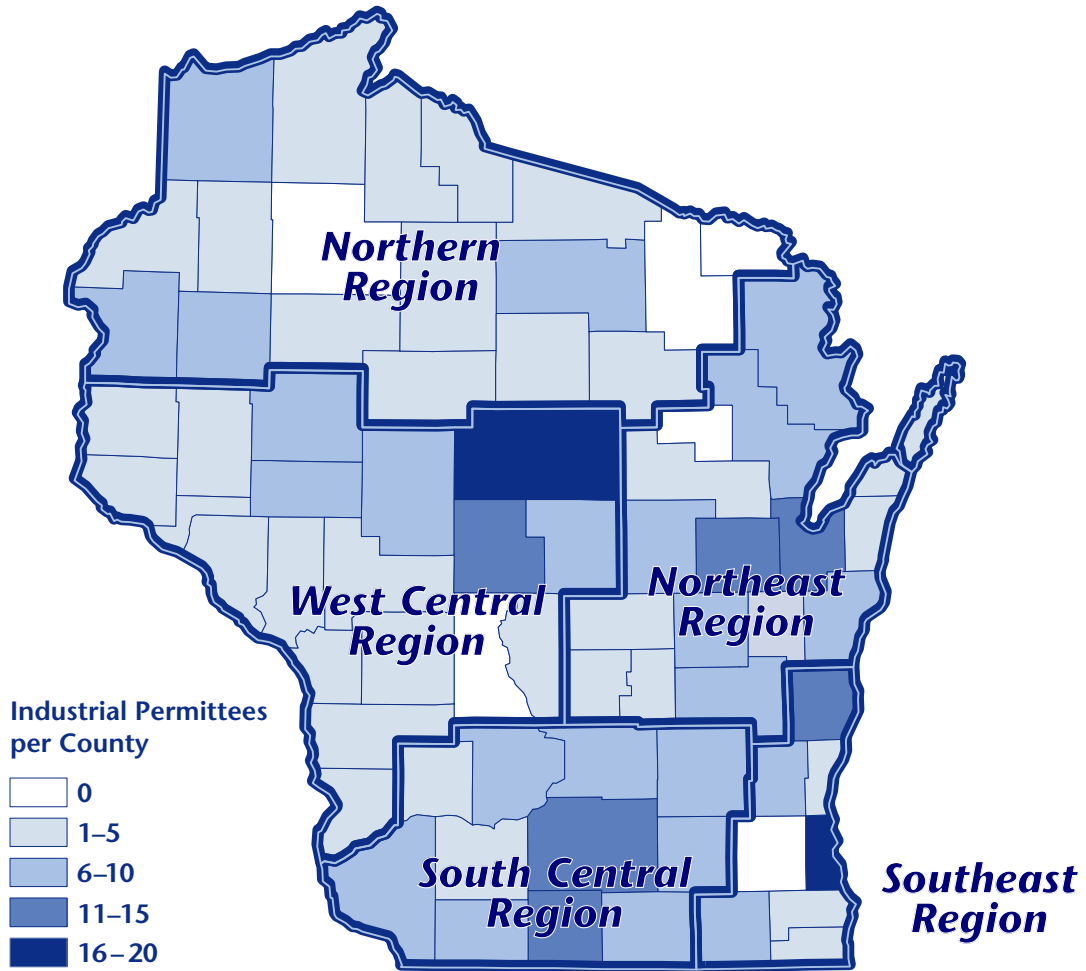 Northern
Region
West Central
Region
Northeast
Region
South Central
Region
Southeast
Region
Industrial Permittees
per County
0
1–5
6–10
11–15
16–20